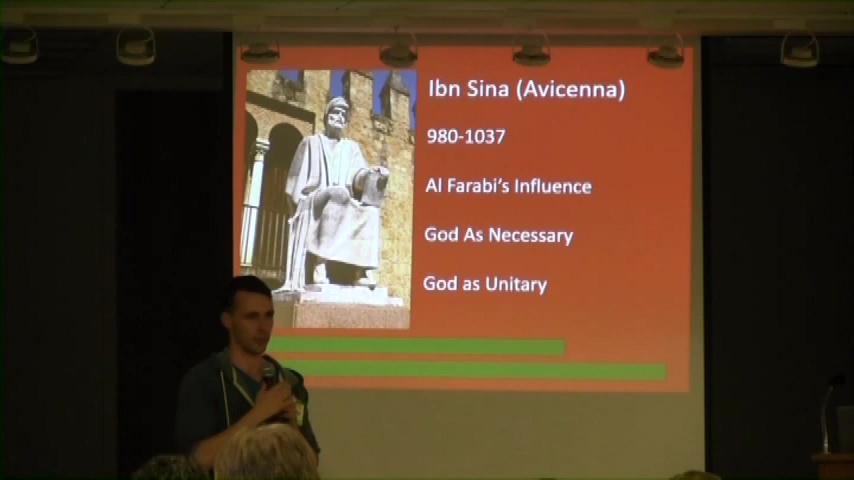 Ibn Sina (Avicenna)
980-1037
Al Farabi's Influence
God As Necessary
God as Unitary